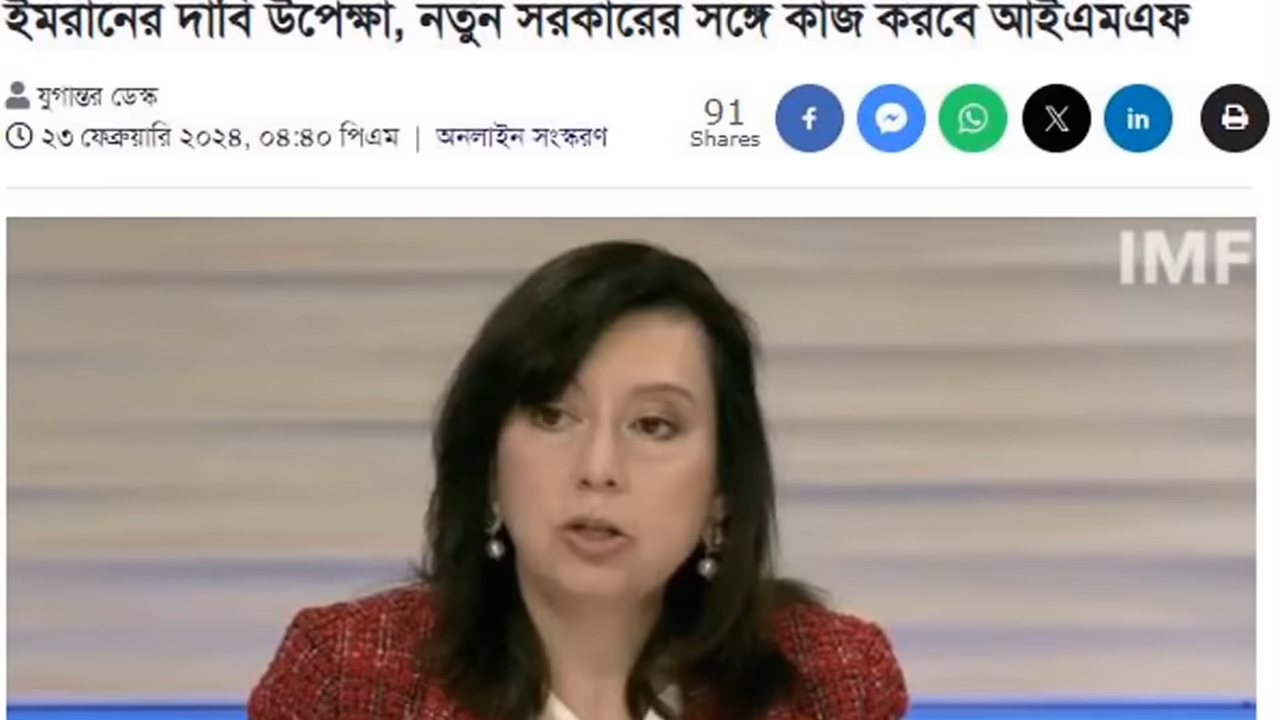 ইমরানের দাবি উপেক্ষা, নতুন সরকারের সঙ্গে কাজ করবে আইএমএফ
যুগান্তর ডেস্ক
২৩ ফেব্রুয়ারি ২০২৪, ০৪:৪০ পিএম | অনলাইন সংস্করণ
91
Shares
IMF